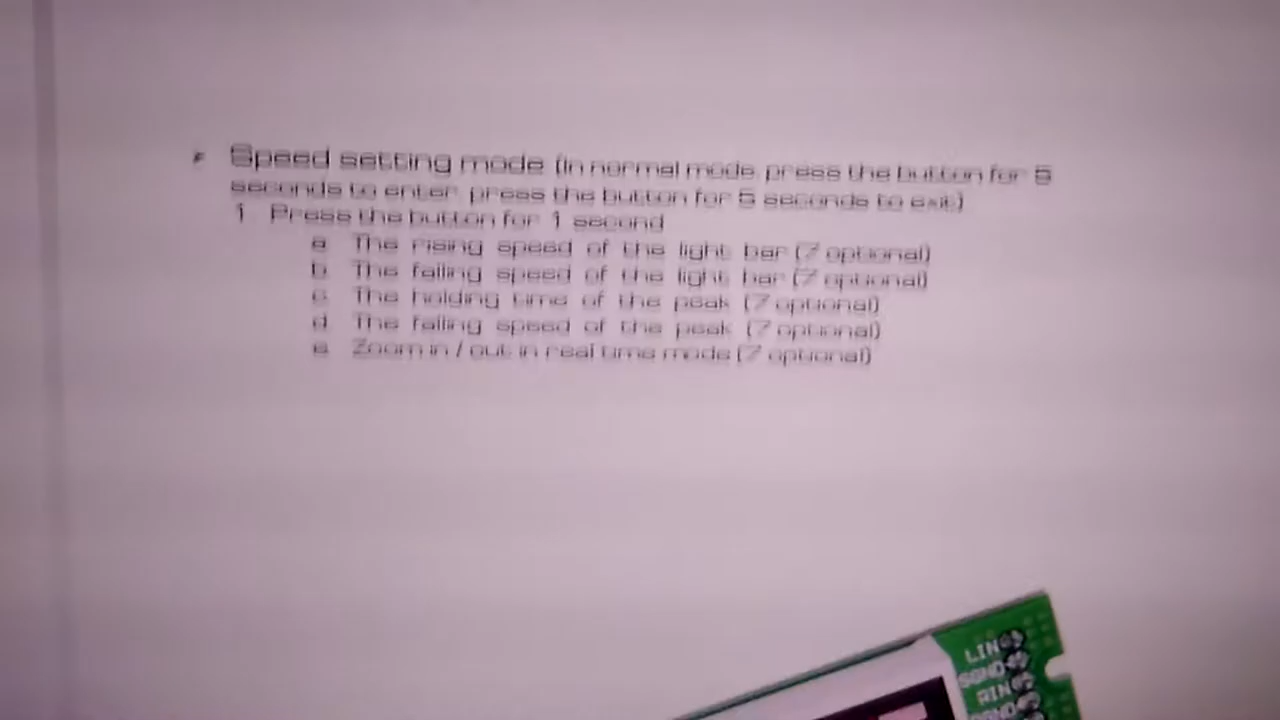 Speed setting mode (In normal mode, press the button for 5
seconds to enter, press the button for 5 seconds to exit)
1. Press the button for 1 second
a. The rising speed of the light bar (7 optional)
b. The falling speed of the light bar (7 optional)
c. The holding time of the peak (7 optional)
d. The falling speed of the peak (7 optional)
e. Zoom in / out in real time mode (7 optional)
LIN
SGND
RIN